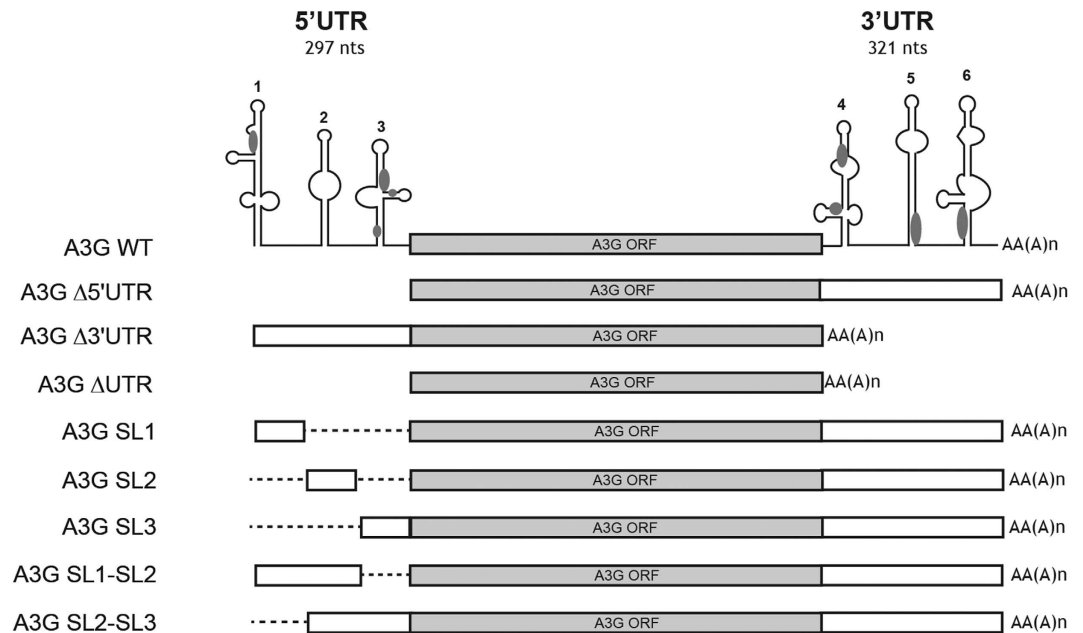 5’UTR 3’UTR
297 nts 321 nts
1 2 3 4 5 6
A3G WT A3G ORF AA(A)n
A3G Δ5'UTR A3G ORF AA(A)n
A3G Δ3'UTR A3G ORF AA(A)n
A3G ΔUTR A3G ORF AA(A)n
A3G SL1 A3G ORF AA(A)n
A3G SL2 A3G ORF AA(A)n
A3G SL3 A3G ORF AA(A)n
A3G SL1-SL2 A3G ORF AA(A)n
A3G SL2-SL3 A3G ORF AA(A)n